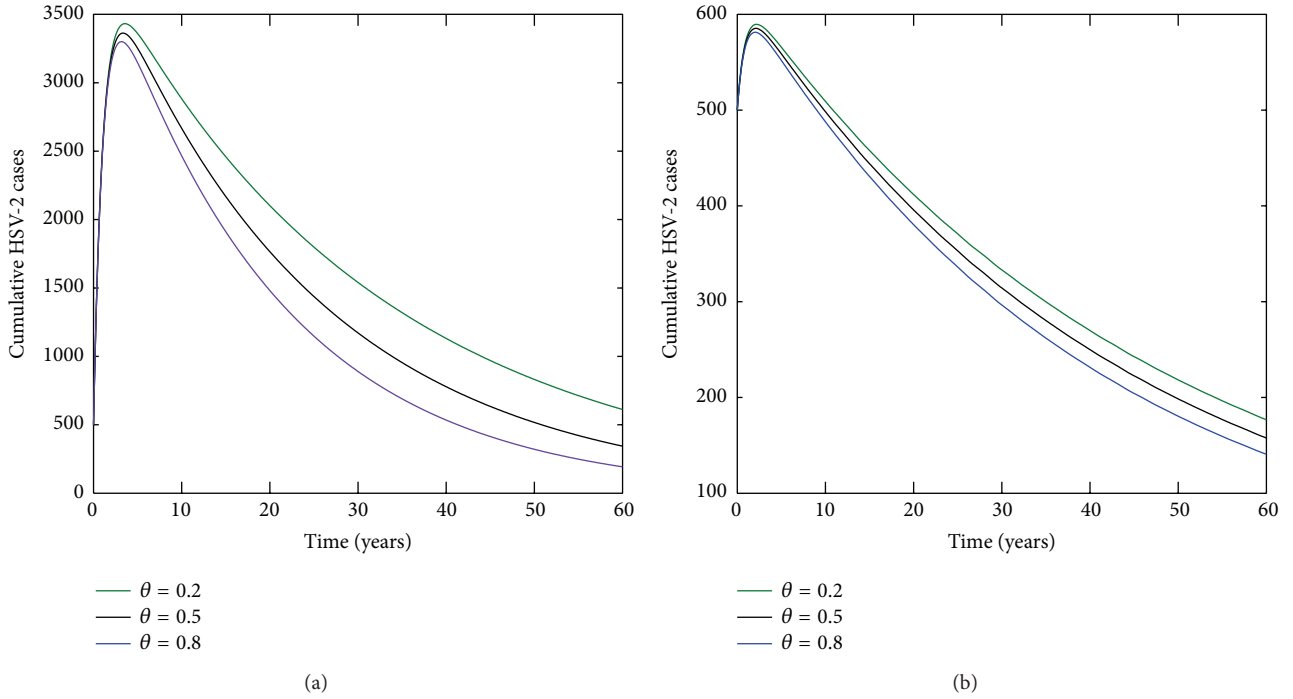 3500
3000
2500
2000
1500
1000
500
0
Cumulative HSV-2 cases
0 10 20 30 40 50 60
Time (years)
θ = 0.2
θ = 0.5
θ = 0.8
(a)
600
500
400
300
200
100
Cumulative HSV-2 cases
0 10 20 30 40 50 60
Time (years)
θ = 0.2
θ = 0.5
θ = 0.8
(b)